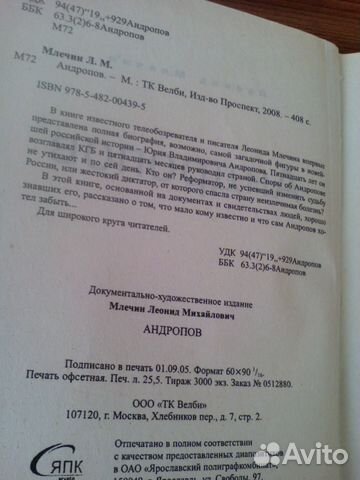 УДК 94(47)"19„,+929Андропов
ББК 63.3(2)6-8Андропов
М72
Млечин Л. М.
М72 Андропов. – М. : ТК Велби, Изд-во Проспект, 2008. – 408 с.
ISBN 978-5-482-00439-5
В книге известного телеобозревателя и писателя Леонида Млечина впервые
представлена полная биография, возможно, самой загадочной фигуры в новей-
шей российской истории – Юрия Владимировича Андропова. Пятнадцать лет он
возглавлял КГБ и пятнадцать месяцев руководил страной. Споры об Андропове
не утихают и по сей день. Кто он? Реформатор, не успевший изменить судьбу
России, или жестокий диктатор, от которого спасла страну неизлечимая болезнь?
В этой книге, основанной на документах и свидетельствах людей, хорошо
знавших его, рассказано о том, что мало кому известно и что сам Андропов хо-
тел забыть...
Для широкого круга читателей.
УДК 94(47)"19„,+929Андропов
ББК 63.3(2)6-8Андропов
Документально-художественное издание
Млечин Леонид Михайлович
АНДРОПОВ
Подписано в печать 01.09.05. Формат 60×90 1/16.
Печать офсетная. Печ. л. 25,5. Тираж 3000 экз. Заказ № 0512880.
ООО «ТК Велби»
107120, г. Москва, Хлебников пер., д. 7, стр. 2.
Отпечатано в полном соответствии
с качеством предоставленных диапозитивов
в ОАО «Ярославский полиграфкомбинат»
150049, г. Ярославль, ул. Свободы, 97.
ЯПК
Avito